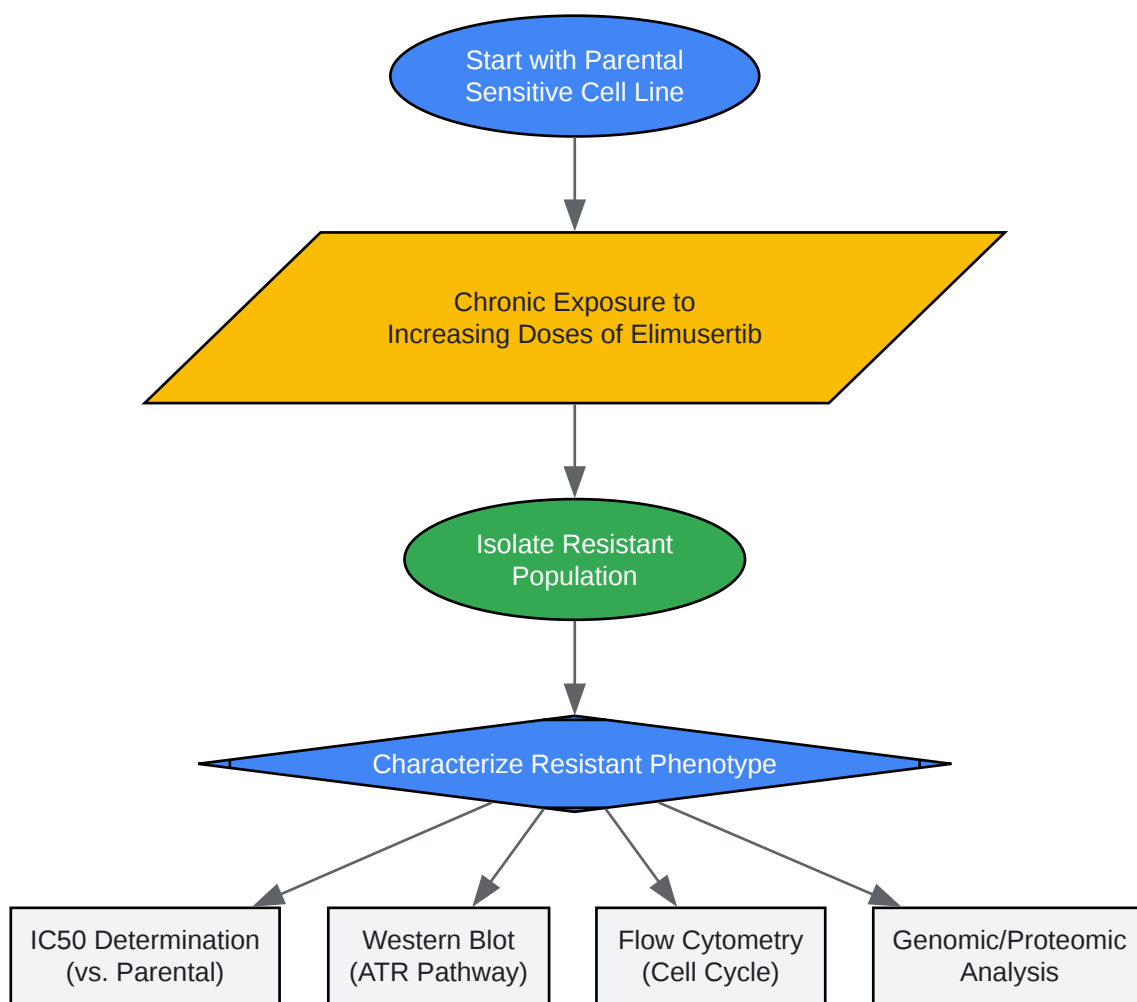 Start with Parental
Sensitive Cell Line
Chronic Exposure to
Increasing Doses of Elimusertib
Isolate Resistant
Population
Characterize Resistant Phenotype
IC50 Determination
(vs. Parental)
Western Blot
(ATR Pathway)
Flow Cytometry
(Cell Cycle)
Genomic/Proteomic
Analysis